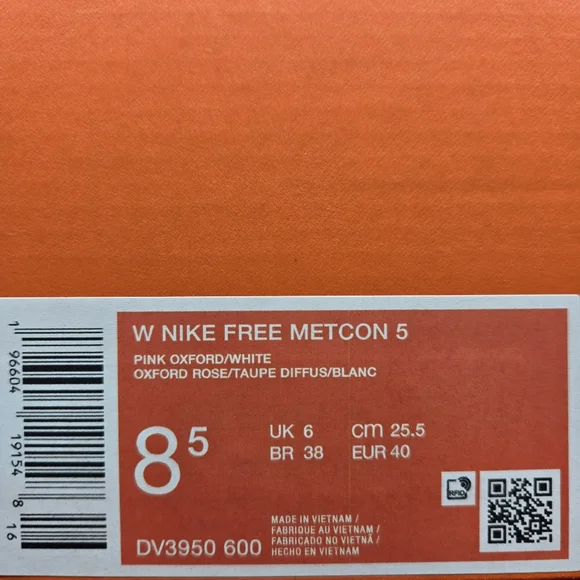 W NIKE FREE METCON 5
PINK OXFORD/WHITE
OXFORD ROSE/TAUPE DIFFUS/BLANC
8 5
UK 6 cm 25.5
BR 38 EUR 40
RFID
MADE IN VIETNAM/
FABRIQUE AU VIETNAM/
FABRICADO NO VIETNÃ/
HECHO EN VIETNAM
DV3950 600
1 96604 19154 8 16